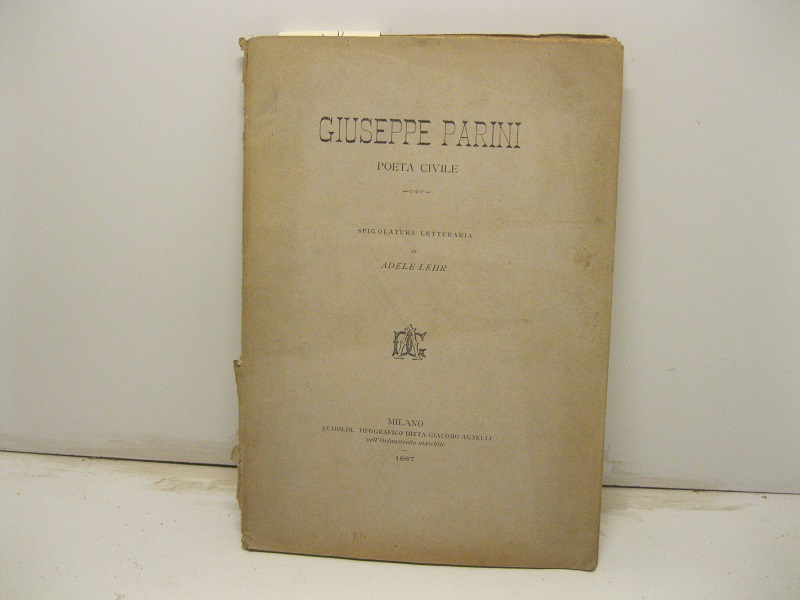 GIUSEPPE PARINI
POETA CIVILE
SPIGOLATURA LETTERARIA
DI
ADELE LEHR
MILANO
STABILIM. TIPOGRAFICO DITTA GIACOMO AGNELLI
nell'Orfanotrofio maschile
1887